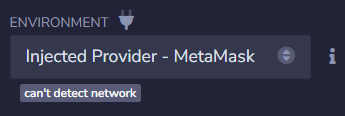 ENVIRONMENT
Injected Provider - MetaMask
can't detect network